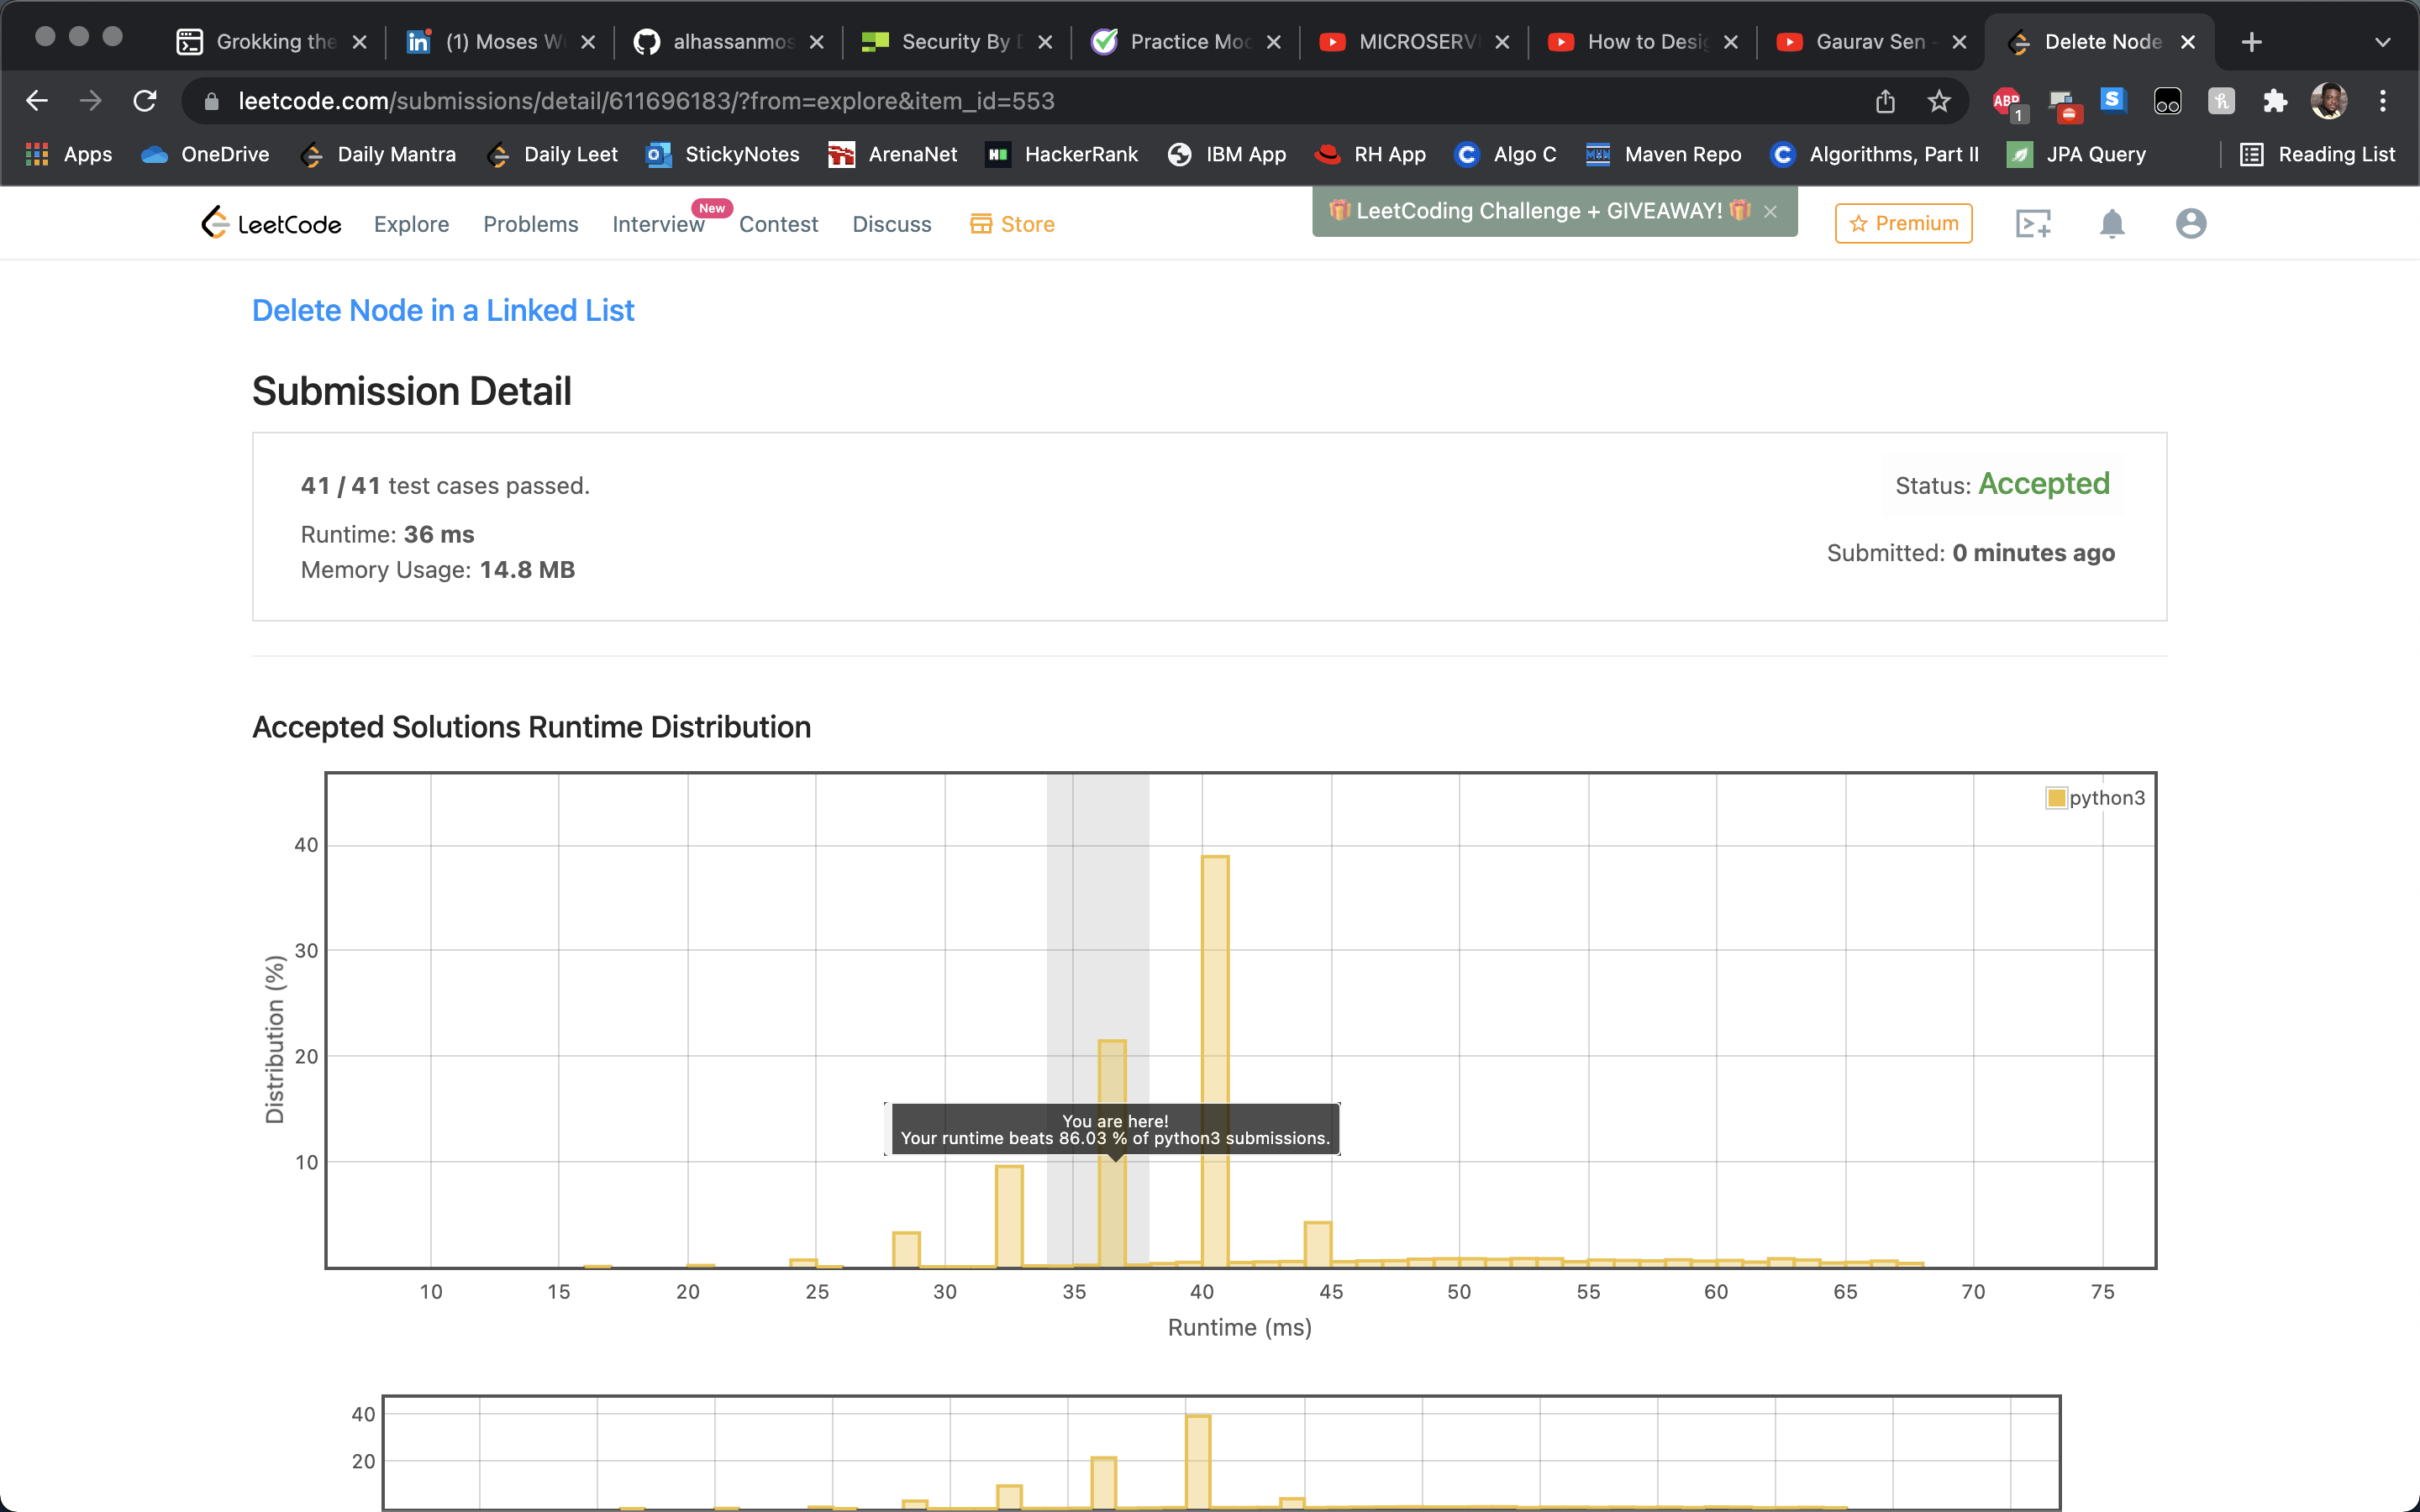 Grokking the
(1) Moses W
alhassanmos
Security By
Practice Moc
MICROSERV
How to Desig
Gaurav Sen -
Delete Node
leetcode.com/submissions/detail/611696183/?from=explore&item_id=553
ABP
1
Apps
OneDrive
Daily Mantra
Daily Leet
StickyNotes
ArenaNet
HackerRank
IBM App
RH App
Algo C
Maven Repo
Algorithms, Part II
JPA Query
Reading List
LeetCode
Explore
Problems
Interview
New
Contest
Discuss
Store
🎁 LeetCoding Challenge + GIVEAWAY! 🎁
Premium
Delete Node in a Linked List
Submission Detail
41 / 41 test cases passed.
Status: Accepted
Runtime: 36 ms
Submitted: 0 minutes ago
Memory Usage: 14.8 MB
Accepted Solutions Runtime Distribution
python3
40
30
20
10
Distribution (%)
You are here!
Your runtime beats 86.03 % of python3 submissions.
10 15 20 25 30 35 40 45 50 55 60 65 70 75
Runtime (ms)
40
20